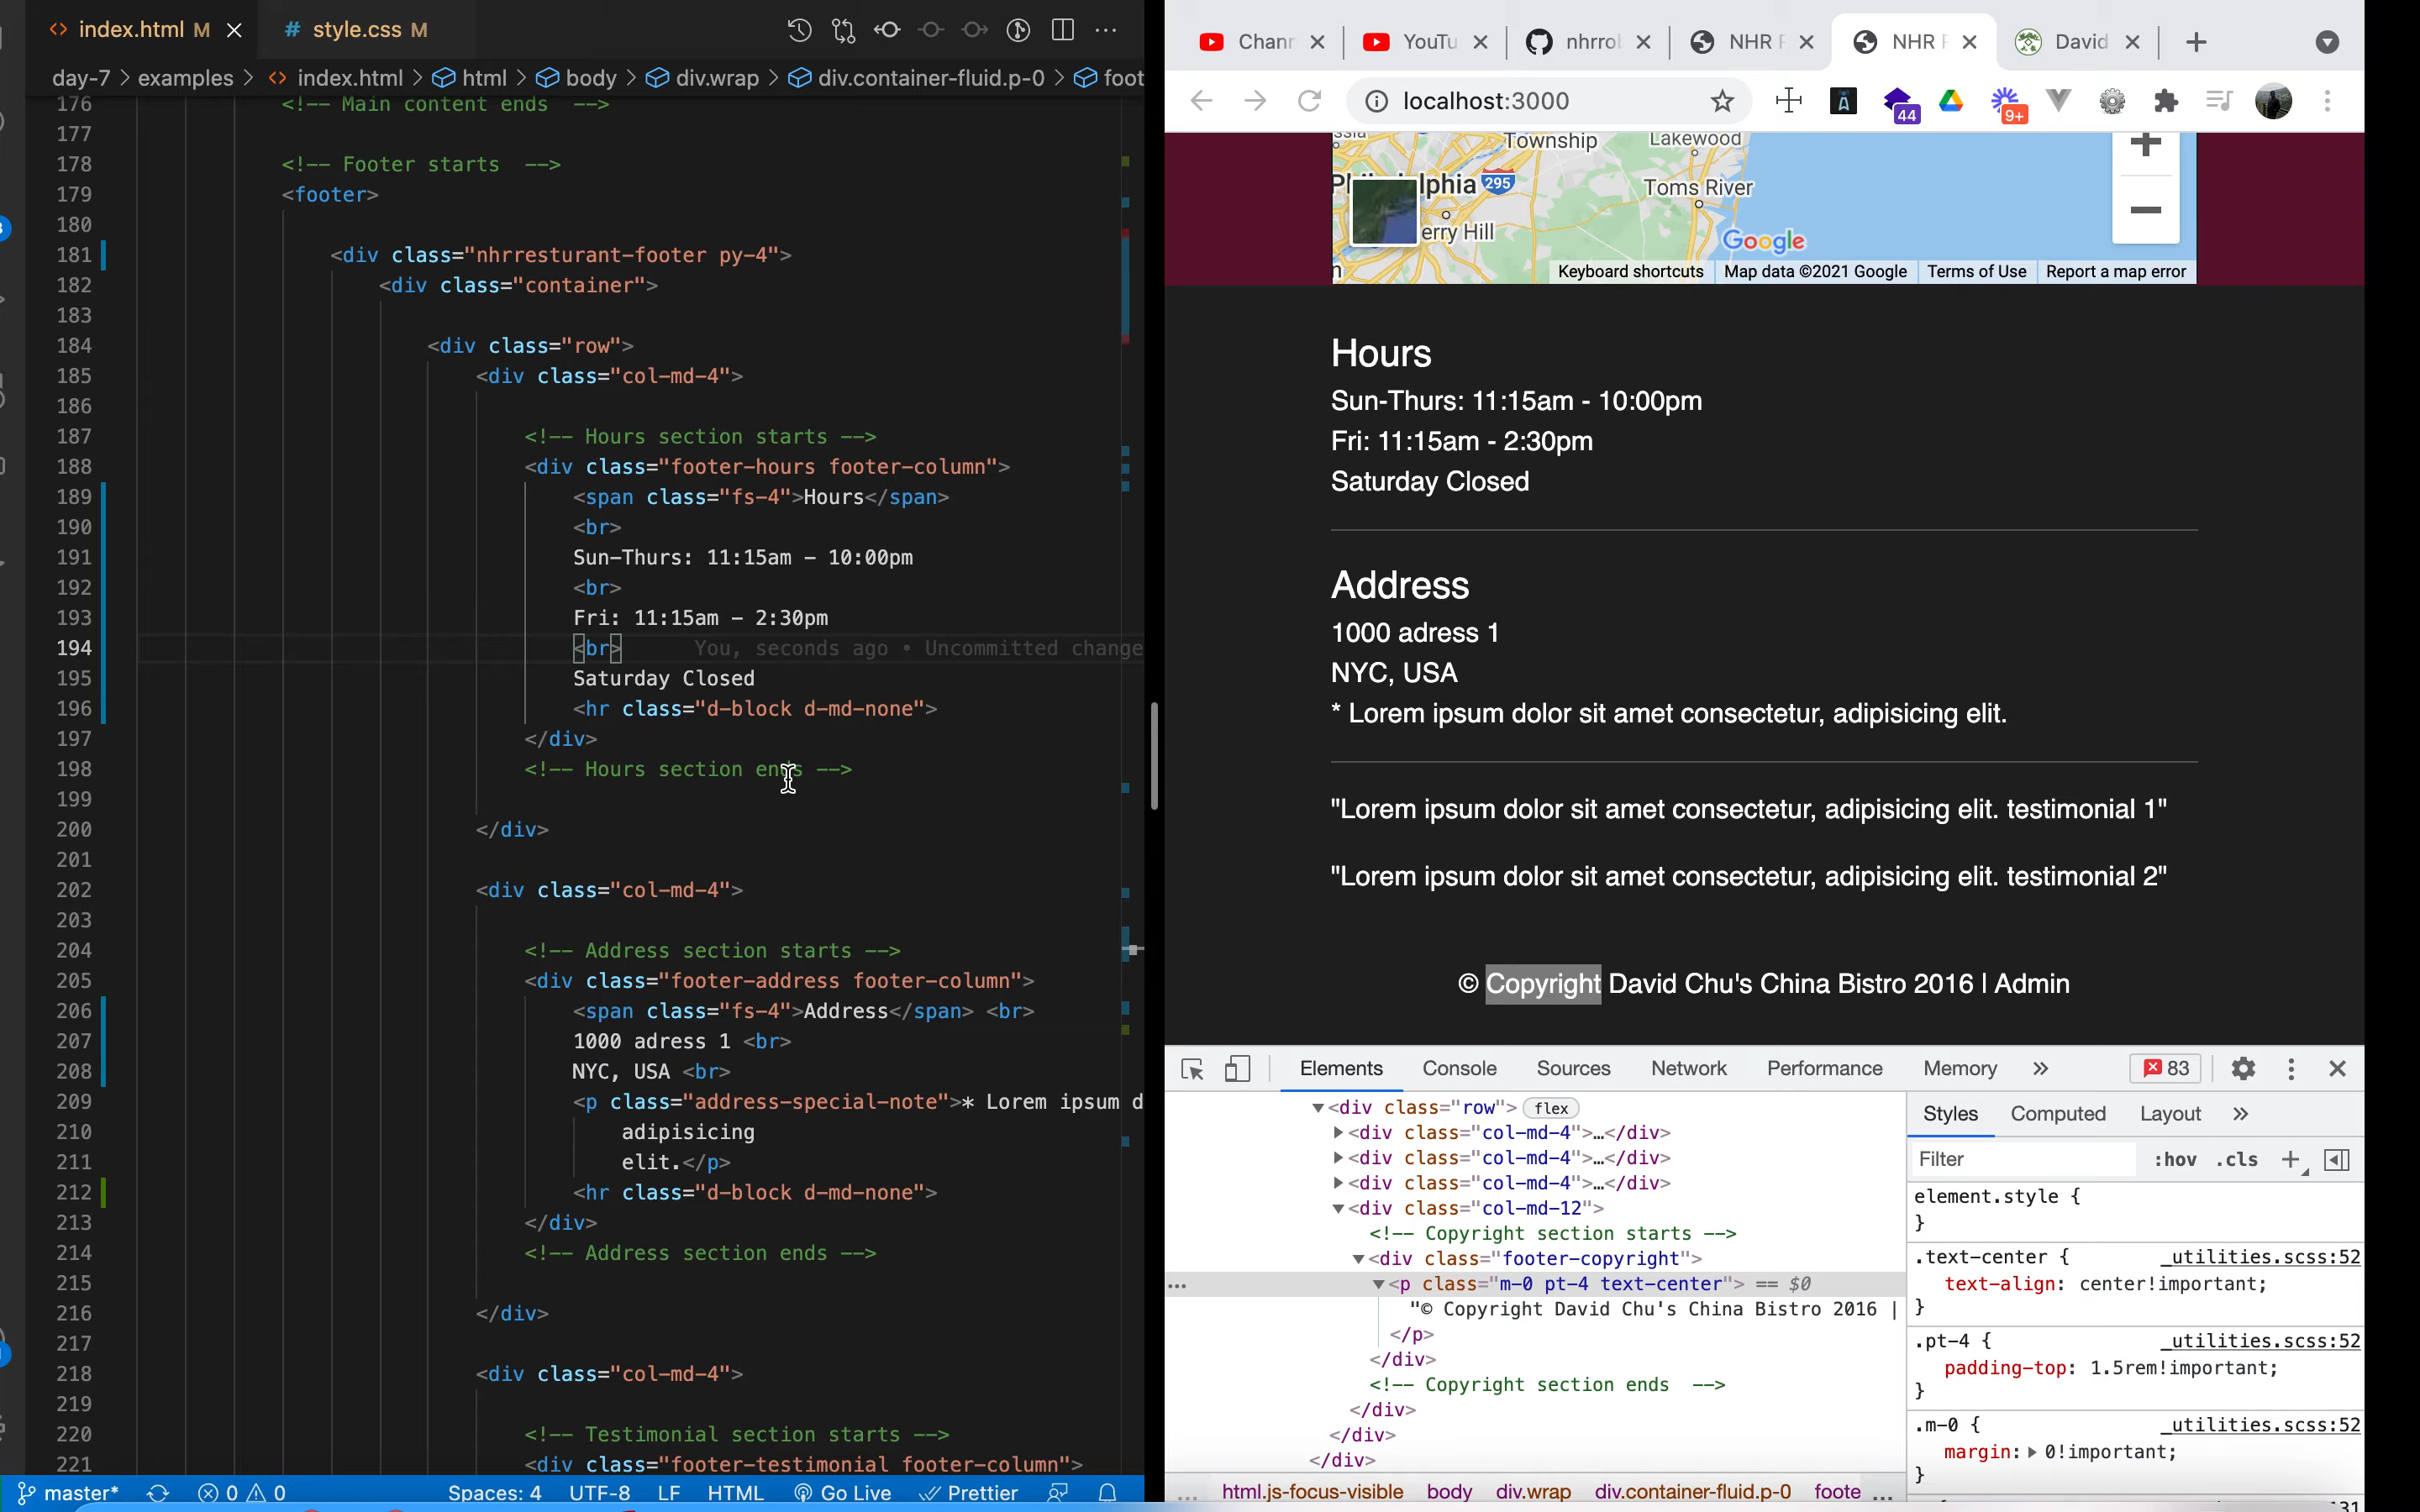 index.html M
# style.css M
day-7 > examples > index.html > html > body > div.wrap > div.container-fluid.p-0 > foot
176 <!-- Main content ends -->
177
178 <!-- Footer starts -->
179 <footer>
180
181 <div class="nhrresturant-footer py-4">
182 <div class="container">
183
184 <div class="row">
185 <div class="col-md-4">
186
187 <!-- Hours section starts -->
188 <div class="footer-hours footer-column">
189 <span class="fs-4">Hours</span>
190 <br>
191 Sun-Thurs: 11:15am - 10:00pm
192 <br>
193 Fri: 11:15am - 2:30pm
194 <br> You, seconds ago • Uncommitted change
195 Saturday Closed
196 <hr class="d-block d-md-none">
197 </div>
198 <!-- Hours section ends -->
199
200 </div>
201
202 <div class="col-md-4">
203
204 <!-- Address section starts -->
205 <div class="footer-address footer-column">
206 <span class="fs-4">Address</span> <br>
207 1000 adress 1 <br>
208 NYC, USA <br>
209 <p class="address-special-note">* Lorem ipsum d
210 adipisicing
211 elit.</p>
212 <hr class="d-block d-md-none">
213 </div>
214 <!-- Address section ends -->
215
216 </div>
217
218 <div class="col-md-4">
219
220 <!-- Testimonial section starts -->
221 <div class="footer-testimonial footer-column">
master* 0 0 Spaces: 4 UTF-8 LF HTML Go Live Prettier
Chann YouTu nhrrol NHR F NHR F David
localhost:3000
44
9+
Township
Lakewood
295
Toms River
erry Hill
Google
Keyboard shortcuts Map data ©2021 Google Terms of Use Report a map error
Hours
Sun-Thurs: 11:15am - 10:00pm
Fri: 11:15am - 2:30pm
Saturday Closed
Address
1000 adress 1
NYC, USA
* Lorem ipsum dolor sit amet consectetur, adipisicing elit.
"Lorem ipsum dolor sit amet consectetur, adipisicing elit. testimonial 1"
"Lorem ipsum dolor sit amet consectetur, adipisicing elit. testimonial 2"
© Copyright David Chu's China Bistro 2016 | Admin
Elements Console Sources Network Performance Memory » 83
<div class="row"> flex
<div class="col-md-4">…</div>
<div class="col-md-4">…</div>
<div class="col-md-4">…</div>
<div class="col-md-12">
<!-- Copyright section starts -->
<div class="footer-copyright">
<p class="m-0 pt-4 text-center"> == $0
"© Copyright David Chu's China Bistro 2016 |
</p>
</div>
<!-- Copyright section ends -->
</div>
</div>
</div>
html.js-focus-visible body div.wrap div.container-fluid.p-0 foote ...
Styles Computed Layout »
Filter :hov .cls +
element.style {
}
.text-center { _utilities.scss:52
text-align: center!important;
}
.pt-4 { _utilities.scss:52
padding-top: 1.5rem!important;
}
.m-0 { _utilities.scss:52
margin: 0!important;
}